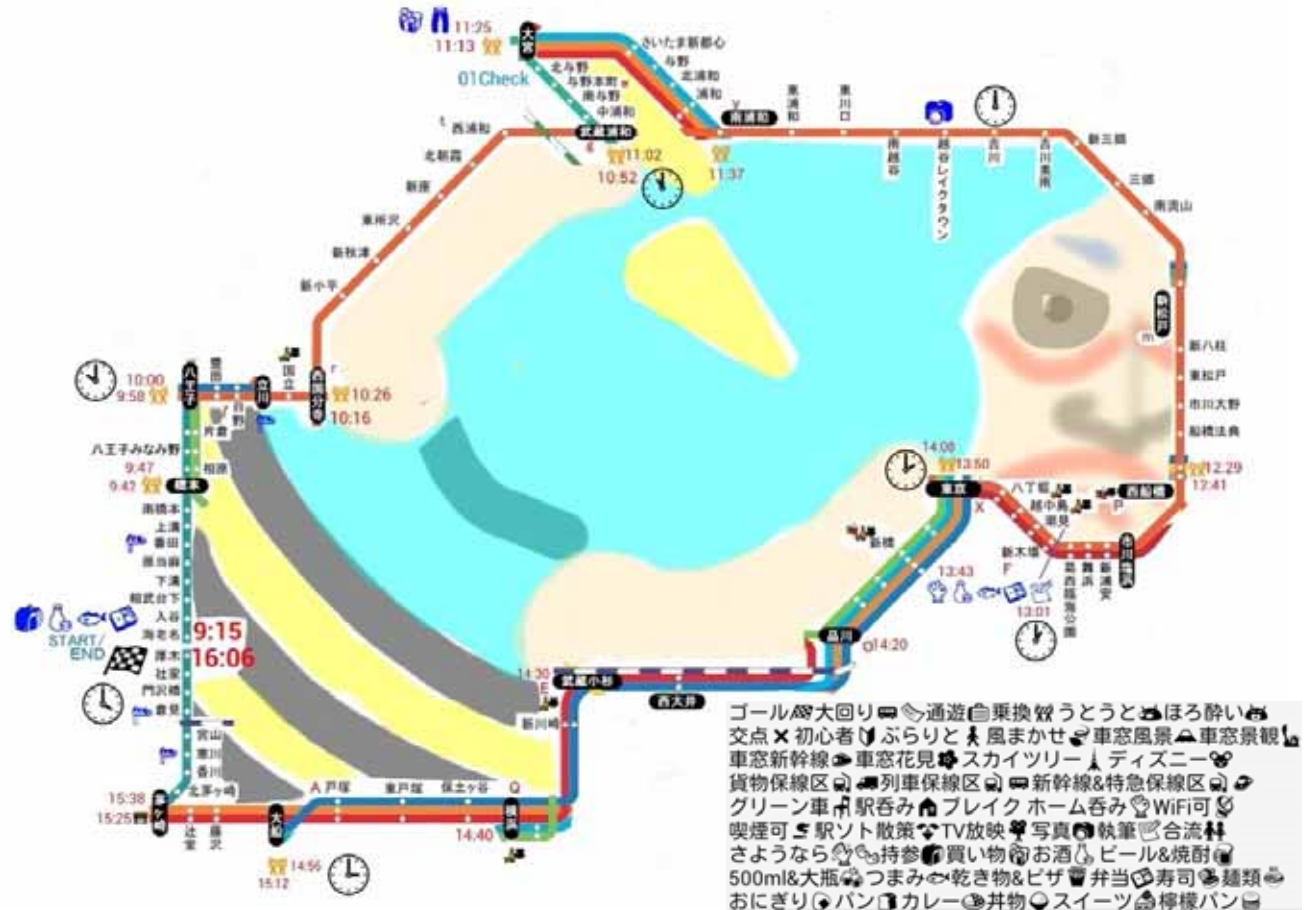 11:25
11:13
大宮
01Check
さいたま新都心
与野
北浦和
浦和
北与野
与野本町
南与野
中浦和
武蔵浦和
西浦和
北朝霞
新座
東所沢
新秋津
新小平
11:02
10:52
11:37
南浦和
東浦和
東川口
南越谷
越谷レイクタウン
吉川
吉川美南
新三郷
三郷
南流山
新松戸
新八柱
東松戸
市川大野
船橋法典
12:29
12:41
西船橋
10:00
9:58
八王子
豊田
日野
立川
国立
西国分寺
10:26
10:16
片倉
八王子みなみ野
相原
9:47
9:42
橋本
南橋本
上溝
番田
原当麻
下溝
相武台下
入谷
海老名
START/
END
9:15
16:06
厚木
社家
門沢橋
倉見
宮山
寒川
香川
北茅ヶ崎
15:38
15:25
茅ヶ崎
辻堂
藤沢
大船
14:56
15:12
A 戸塚
東戸塚
保土ヶ谷
Q
横浜
14:40
新川崎
14:30
E
武蔵小杉
西大井
品川
14:20
新橋
14:00
13:50
東京
X
八丁堀
越中島
潮見
新木場
F
葛西臨海公園
舞浜
新浦安
市川塩浜
P
13:43
13:01
ゴール 大回り 通遊 乗換 うとうと ほろ酔い
交点 初心者 ぶらりと 風まかせ 車窓風景 車窓景観
車窓新幹線 車窓花見 スカイツリー ディズニー
貨物保線区 列車保線区 新幹線&特急保線区
グリーン車 駅呑み ブレイク ホーム呑み WiFi可
喫煙可 駅ソト散策 TV放映 写真 執筆 合流
さようなら 持参 買い物 お酒 ビール&焼酎
500ml&大瓶 つまみ 乾き物&ピザ 弁当 寿司 麺類
おにぎり パン カレー 丼物 スイーツ 檸檬パン